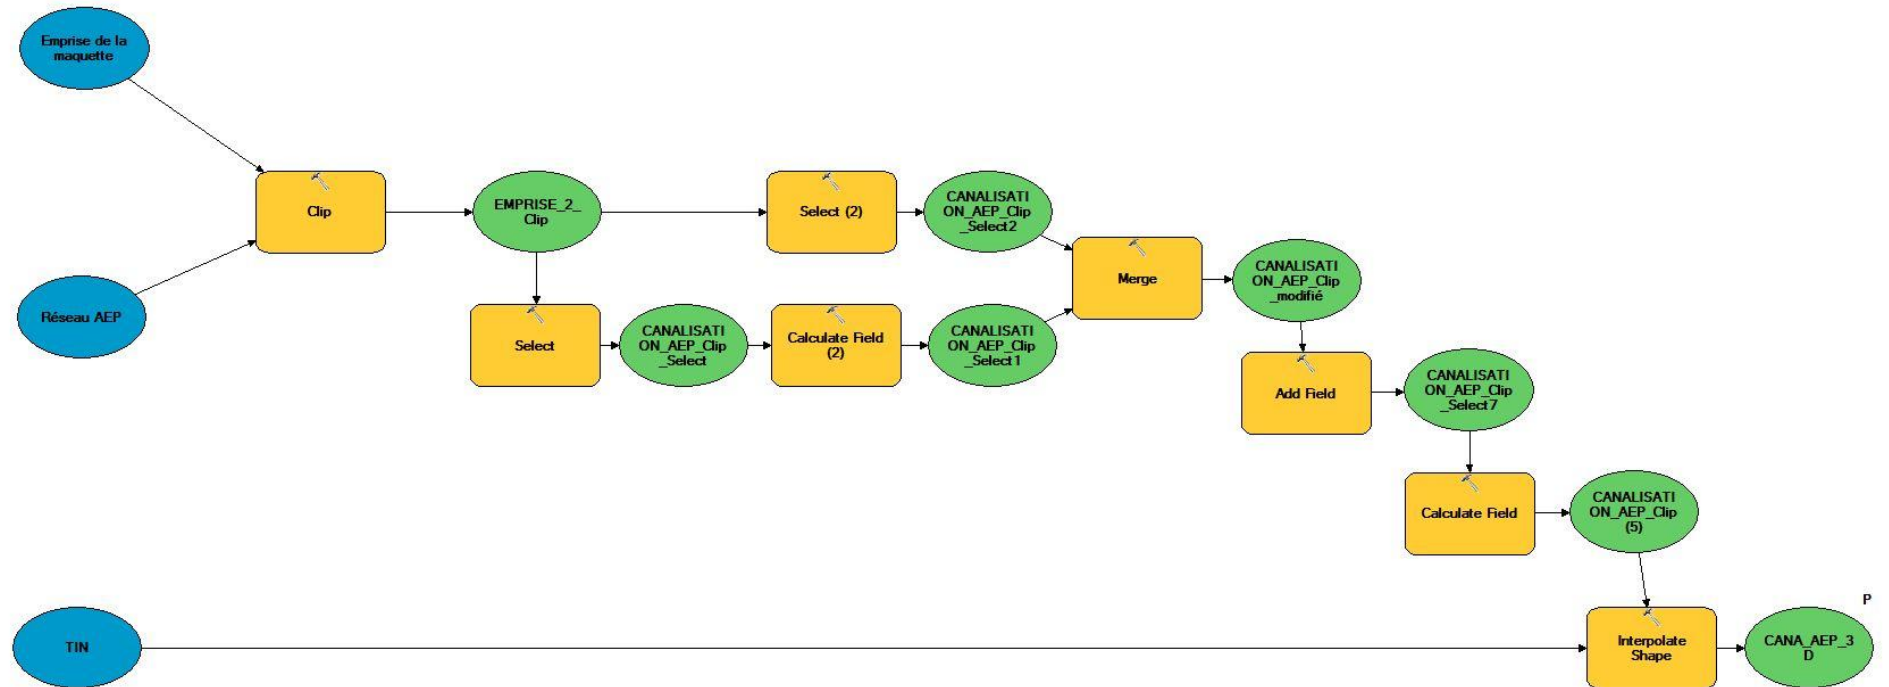 Emprise de la
maquette
Clip
EMPRISE_2_
Clip
Select (2)
CANALISATI
ON_AEP_Clip
_Select2
Merge
CANALISATI
ON_AEP_Clip
_modifié
Réseau AEP
Select
CANALISATI
ON_AEP_Clip
_Select
Calculate Field
(2)
CANALISATI
ON_AEP_Clip
_Select1
Add Field
CANALISATI
ON_AEP_Clip
_Select7
Calculate Field
CANALISATI
ON_AEP_Clip
(5)
TIN
Interpolate
Shape
P
CANA_AEP_3
D